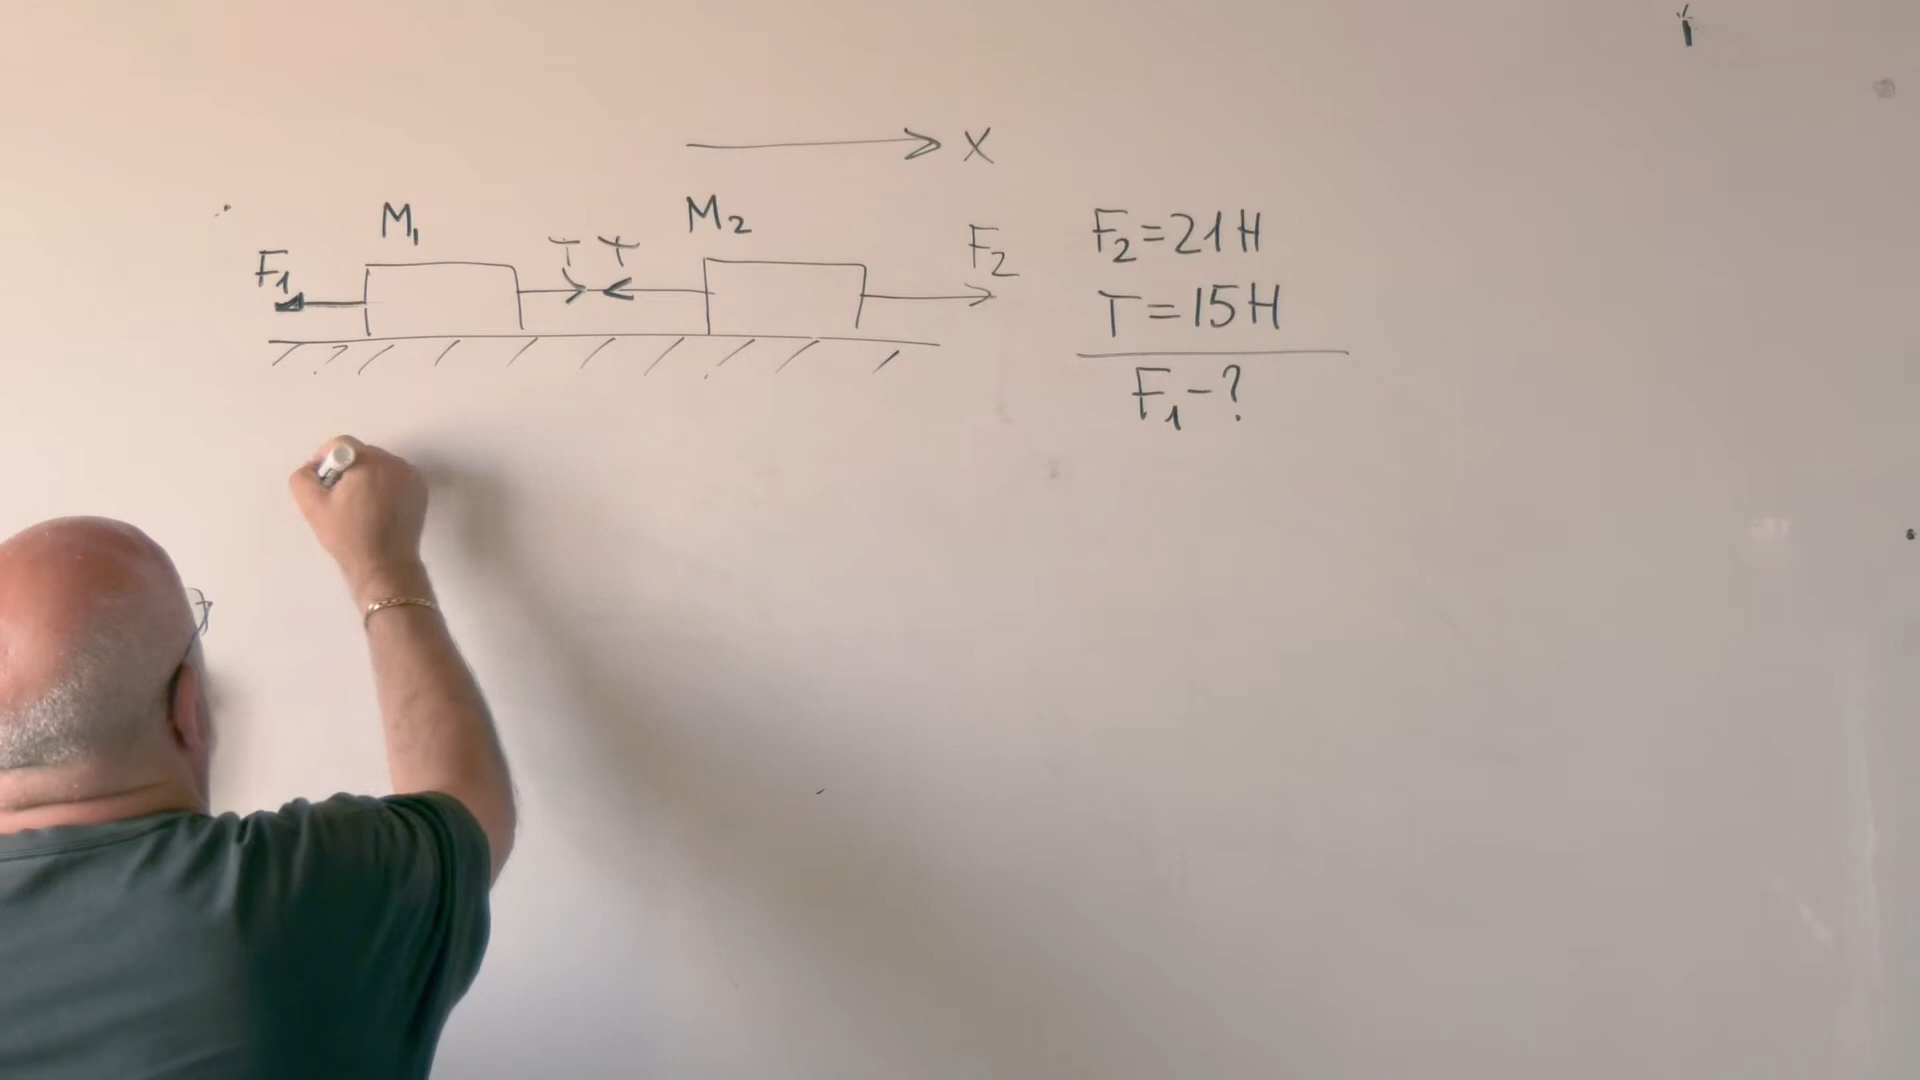 X
M₁ M₂
F₁ T T F₂
F₂=21H
T=15H
F₁-?